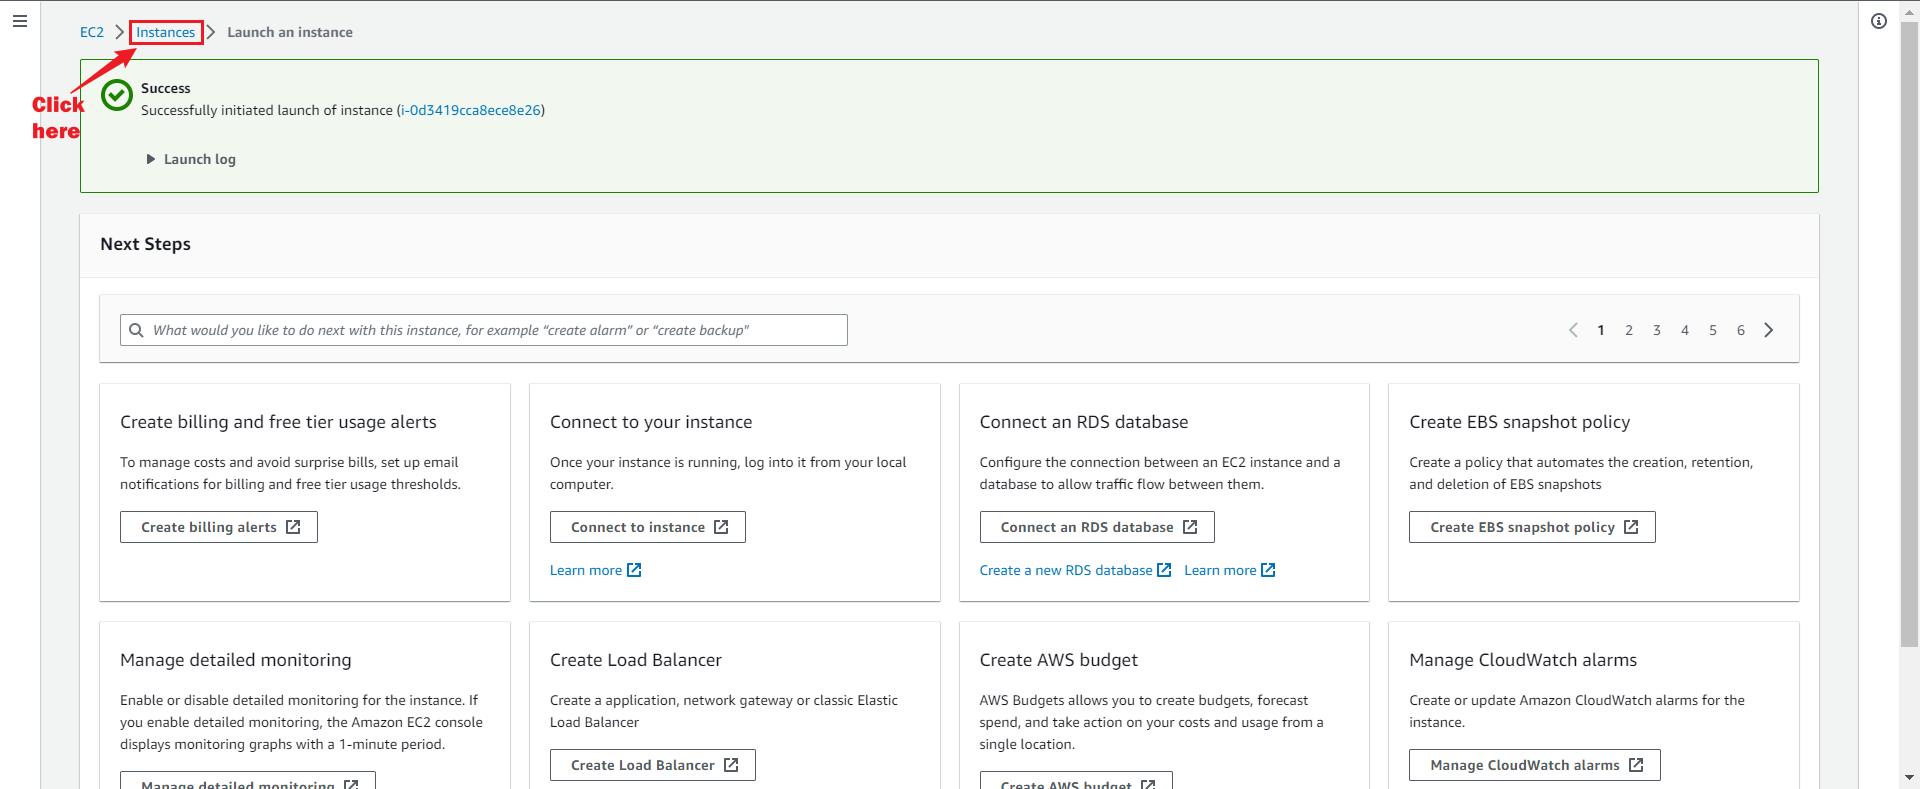 EC2 Instances Launch an instance
Click
here
Success
Successfully initiated launch of instance (i-0d3419cca8ece8e26)
Launch log
Next Steps
What would you like to do next with this instance, for example “create alarm” or “create backup”
1 2 3 4 5 6
Create billing and free tier usage alerts
To manage costs and avoid surprise bills, set up email
notifications for billing and free tier usage thresholds.
Create billing alerts
Connect to your instance
Once your instance is running, log into it from your local
computer.
Connect to instance
Learn more
Connect an RDS database
Configure the connection between an EC2 instance and a
database to allow traffic flow between them.
Connect an RDS database
Create a new RDS database Learn more
Create EBS snapshot policy
Create a policy that automates the creation, retention,
and deletion of EBS snapshots
Create EBS snapshot policy
Manage detailed monitoring
Enable or disable detailed monitoring for the instance. If
you enable detailed monitoring, the Amazon EC2 console
displays monitoring graphs with a 1-minute period.
Manage detailed monitoring
Create Load Balancer
Create a application, network gateway or classic Elastic
Load Balancer
Create Load Balancer
Create AWS budget
AWS Budgets allows you to create budgets, forecast
spend, and take action on your costs and usage from a
single location.
Create AWS budget
Manage CloudWatch alarms
Create or update Amazon CloudWatch alarms for the
instance.
Manage CloudWatch alarms